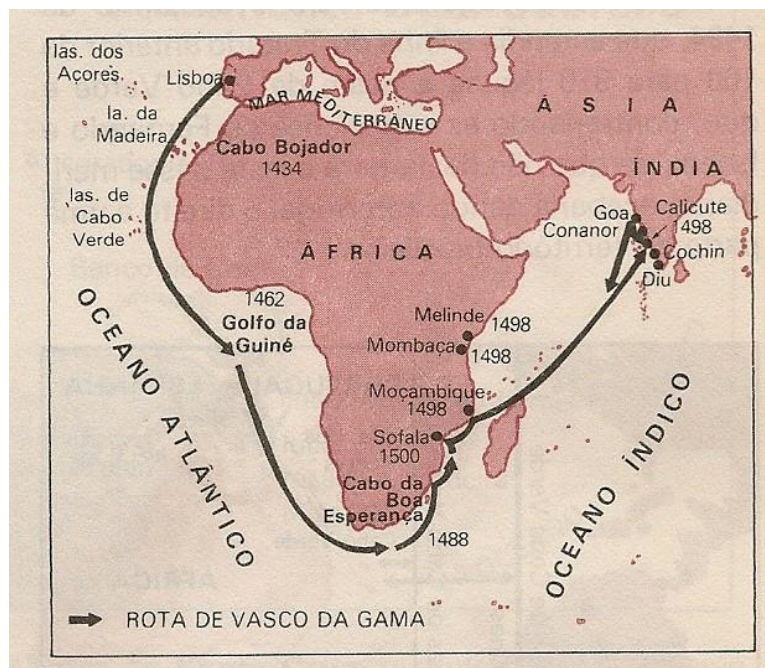 Ias. dos
Açores
Lisboa
MAR MEDITERRÂNEO
Ia. da
Madeira
Cabo Bojador
1434
ÁSIA
ÍNDIA
Ias. de
Cabo
Verde
Goa
Calicute
Conanor
1498
Cochin
Diu
ÁFRICA
1462
Golfo da
Guiné
Melinde
1498
Mombaça
1498
Moçambique
1498
Sofala
1500
Cabo da
Boa
Esperança
1488
OCEANO ATLÂNTICO
OCEANO ÍNDICO
ROTA DE VASCO DA GAMA